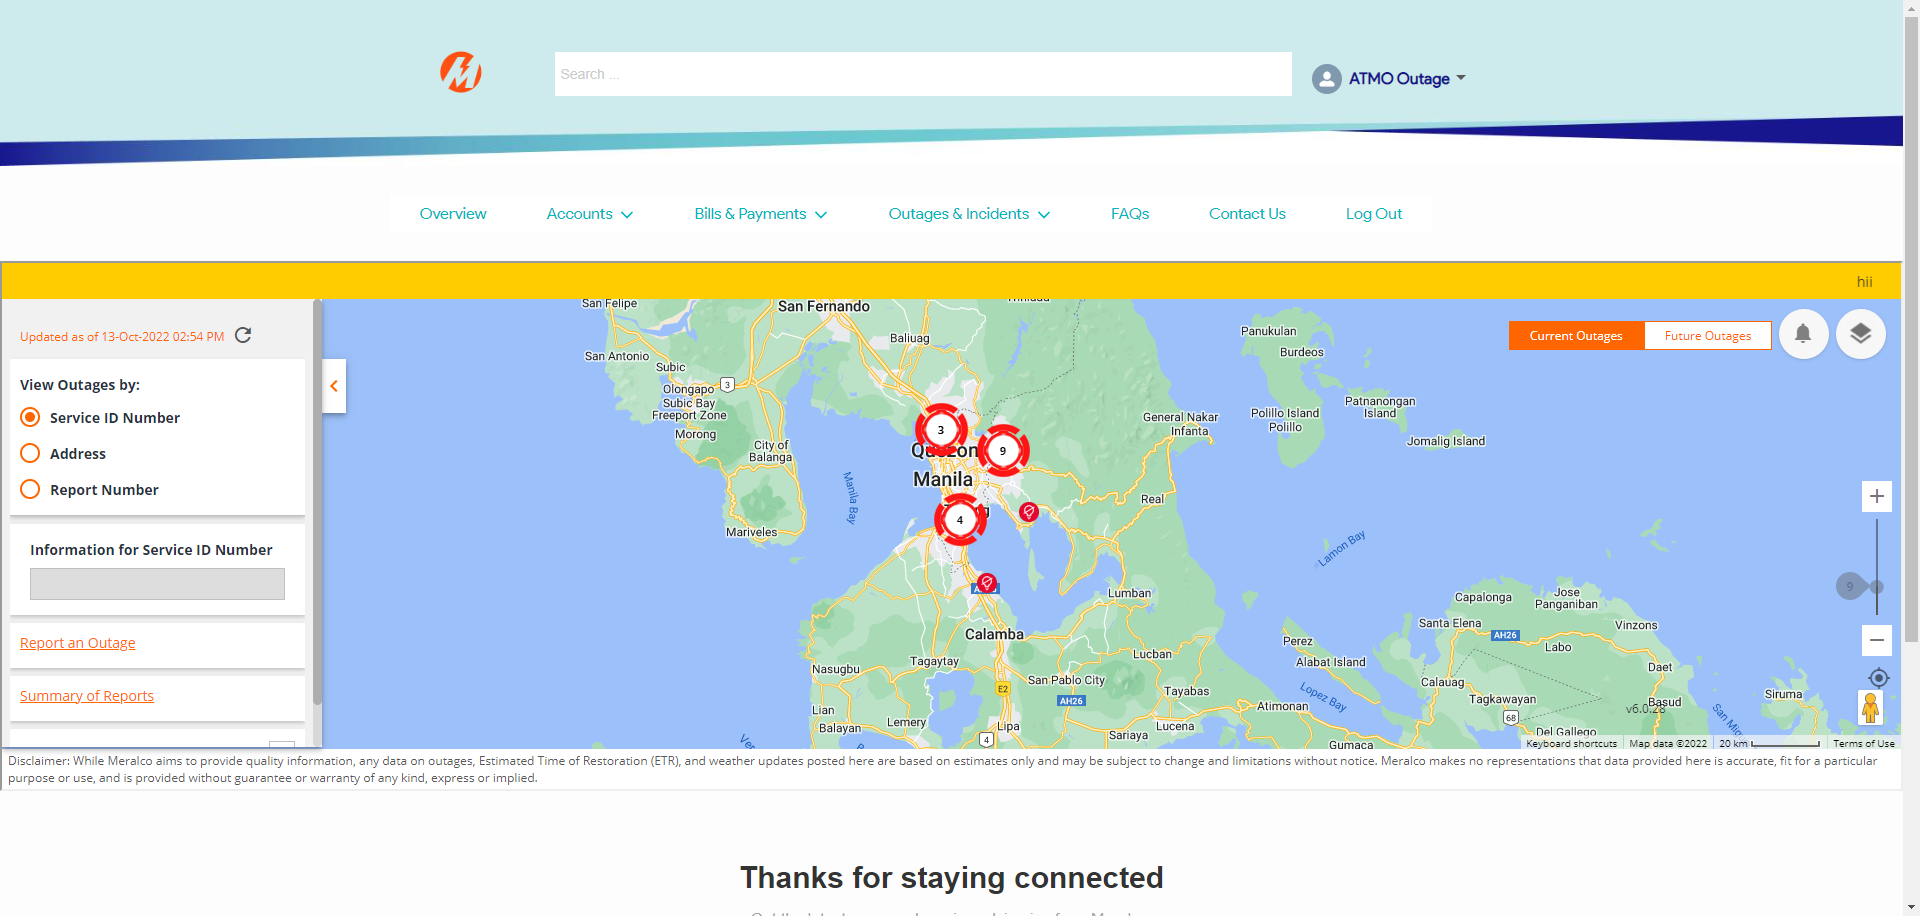 Search ...
ATMO Outage
Overview
Accounts
Bills & Payments
Outages & Incidents
FAQs
Contact Us
Log Out
hii
Updated as of 13-Oct-2022 02:54 PM
View Outages by:
Service ID Number
Address
Report Number
Information for Service ID Number
Report an Outage
Summary of Reports
Current Outages
Future Outages
San Felipe
San Fernando
Baliuag
San Antonio
Subic
Olongapo
3
Subic Bay
Freeport Zone
Morong
City of
Balanga
Mariveles
Manila Bay
3
9
Manila
4
Panukulan
Burdeos
General Nakar
Infanta
Polillo Island
Polillo
Patnanongan
Island
Jomalig Island
Real
Lamon Bay
Lumban
Calamba
Nasugbu
Tagaytay
Lucban
San Pablo City
E2
AH26
Tayabas
Lian
Balayan
Lemery
Lipa
4
Lucena
Sariaya
Atimonan
Gumaca
Perez
Alabat Island
Lopez Bay
Capalonga
Jose
Panganiban
Santa Elena
AH26
Vinzons
Labo
Daet
Calauag
Tagkawayan
68
Basud
Del Gallego
Siruma
v6.0.28
9
Keyboard shortcuts
Map data ©2022
20 km
Terms of Use
Disclaimer: While Meralco aims to provide quality information, any data on outages, Estimated Time of Restoration (ETR), and weather updates posted here are based on estimates only and may be subject to change and limitations without notice. Meralco makes no representations that data provided here is accurate, fit for a particular
purpose or use, and is provided without guarantee or warranty of any kind, express or implied.
Thanks for staying connected